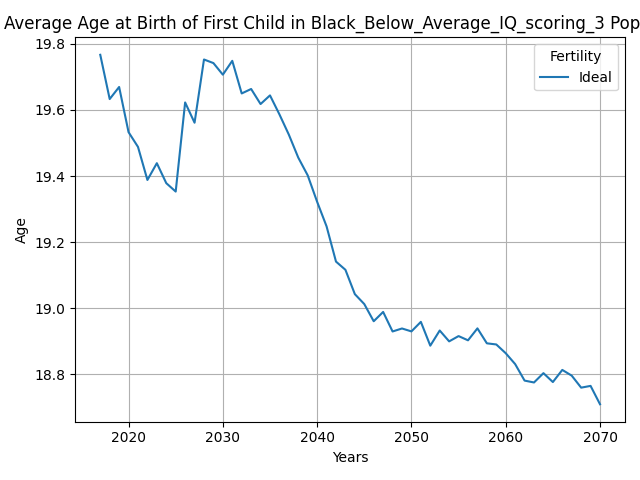 Average Age at Birth of First Child in Black_Below_Average_IQ_scoring_3 Pop
19.8
19.6
19.4
19.2
19.0
18.8
Age
Fertility
Ideal
2020 2030 2040 2050 2060 2070
Years